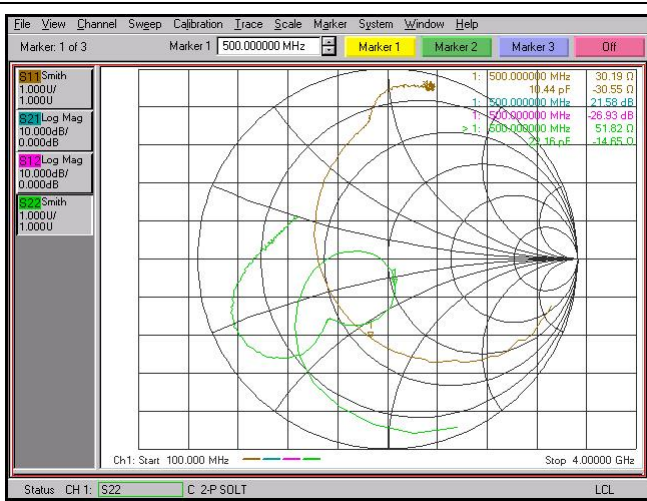 File View Channel Sweep Calibration Trace Scale Marker System Window Help
Marker: 1 of 3 Marker 1 500.000000 MHz Marker 1 Marker 2 Marker 3 Off
S11 Smith
1.000U/
1.000U
S21 Log Mag
10.000dB/
0.000dB
S12 Log Mag
10.000dB/
0.000dB
S22 Smith
1.000U/
1.000U
1: 500.000000 MHz 30.19 Ω
10.44 pF -30.55 Ω
1: 500.000000 MHz 21.58 dB
1: 500.000000 MHz -26.93 dB
> 1: 500.000000 MHz 51.82 Ω
pF -14.65 Ω
Ch1: Start 100.000 MHz Stop 4.00000 GHz
Status CH 1: S22 C 2-P SOLT LCL